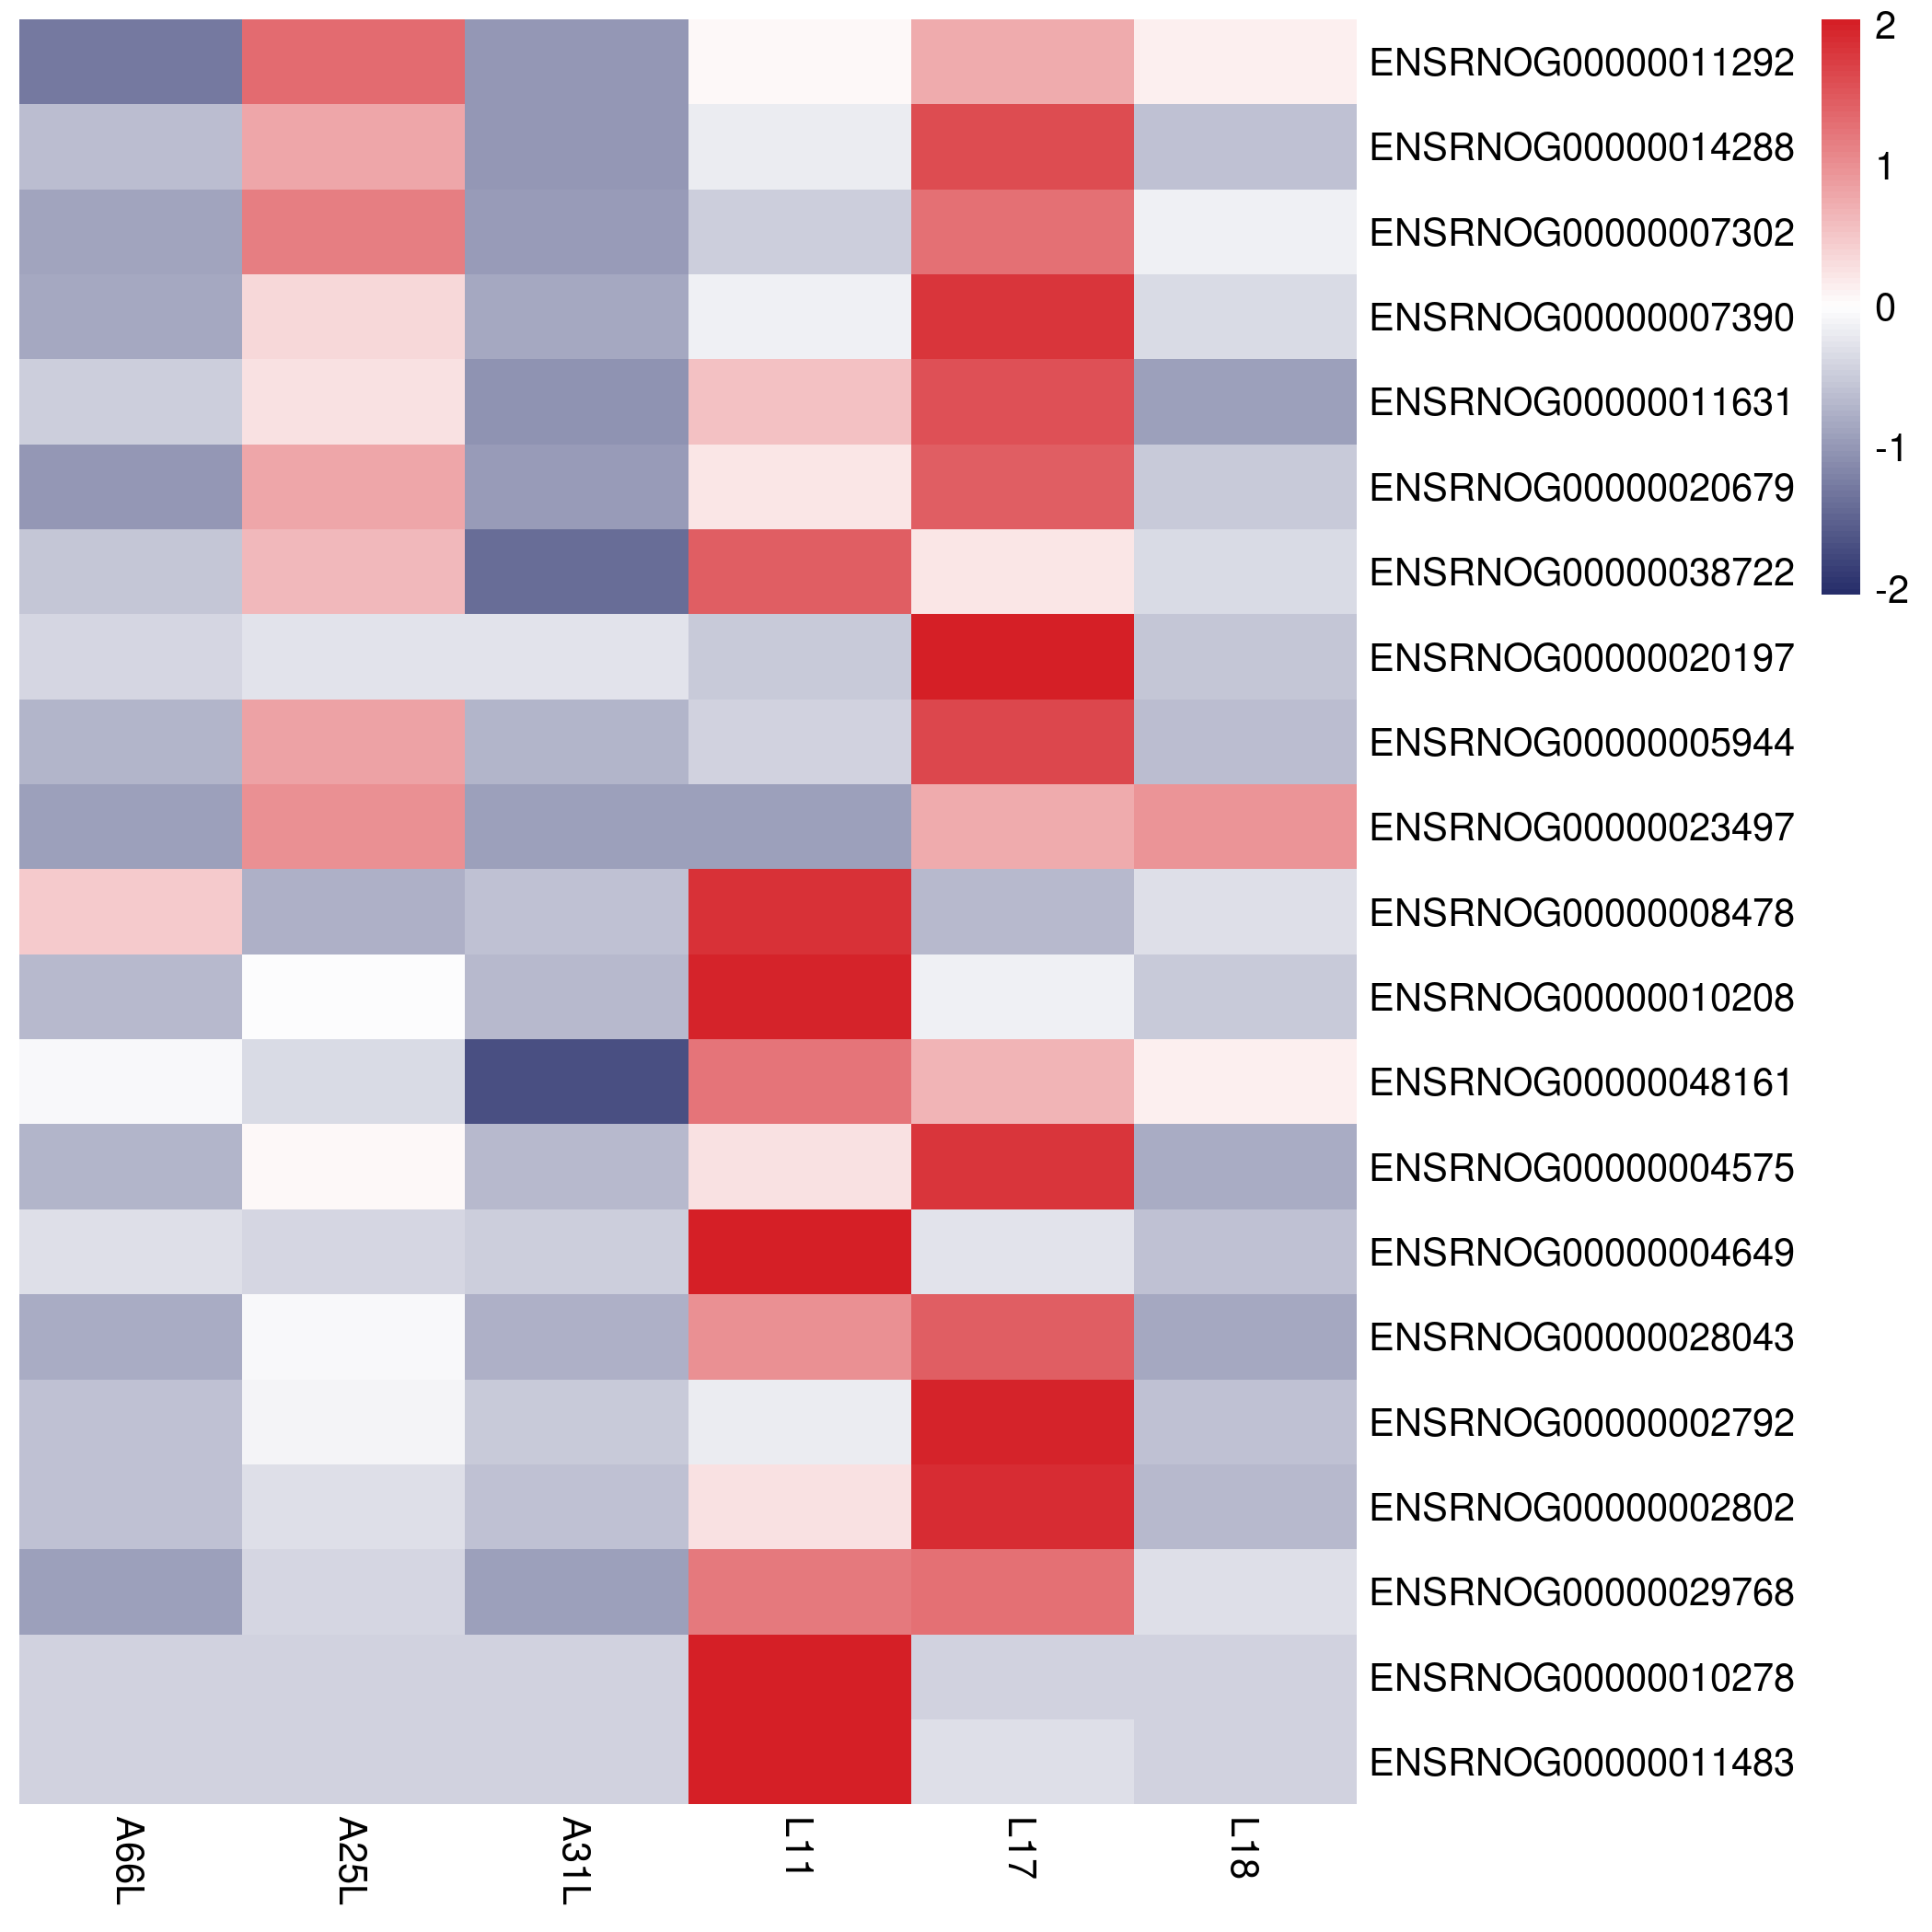 ENSRNOG00000011292
ENSRNOG00000014288
ENSRNOG00000007302
ENSRNOG00000007390
ENSRNOG00000011631
ENSRNOG00000020679
ENSRNOG00000038722
ENSRNOG00000020197
ENSRNOG00000005944
ENSRNOG00000023497
ENSRNOG00000008478
ENSRNOG00000010208
ENSRNOG00000048161
ENSRNOG00000004575
ENSRNOG00000004649
ENSRNOG00000028043
ENSRNOG00000002792
ENSRNOG00000002802
ENSRNOG00000029768
ENSRNOG00000010278
ENSRNOG00000011483
2
1
0
-1
-2
A66L
A25L
A31L
L11
L17
L18